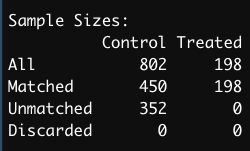 Sample Sizes:
Control Treated
All 802 198
Matched 450 198
Unmatched 352 0
Discarded 0 0